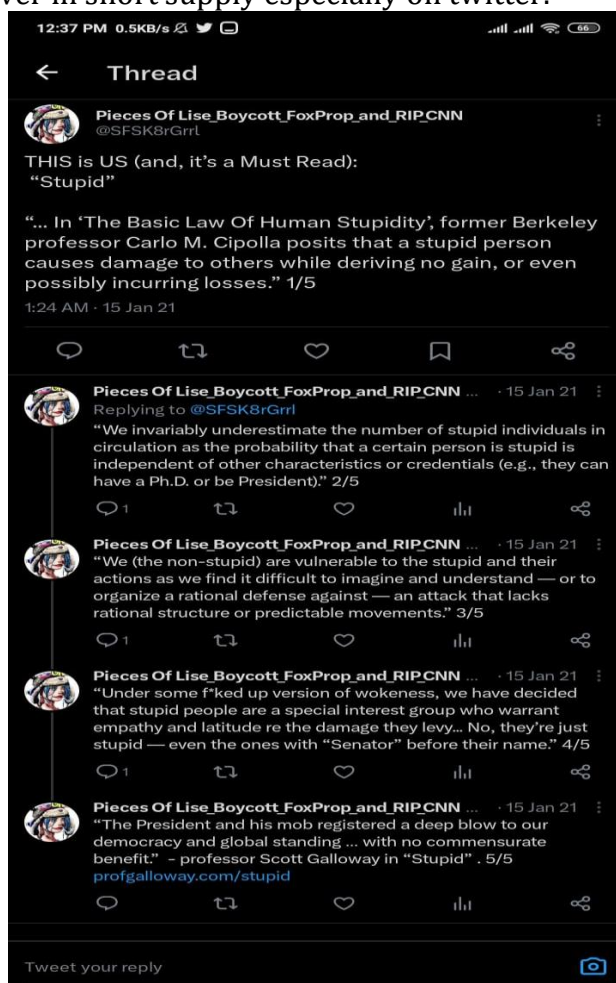 ver in short supply especially on twitter.
12:37 PM 0.5KB/s 66
Thread
Pieces Of Lise_Boycott_FoxProp_and_RIP_CNN
@SFSK8rGrrl
THIS is US (and, it's a Must Read):
“Stupid”
“... In ‘The Basic Law Of Human Stupidity’, former Berkeley
professor Carlo M. Cipolla posits that a stupid person
causes damage to others while deriving no gain, or even
possibly incurring losses.” 1/5
1:24 AM · 15 Jan 21
Pieces Of Lise_Boycott_FoxProp_and_RIP_CNN ... · 15 Jan 21
Replying to @SFSK8rGrrl
“We invariably underestimate the number of stupid individuals in
circulation as the probability that a certain person is stupid is
independent of other characteristics or credentials (e.g., they can
have a Ph.D. or be President).” 2/5
1
Pieces Of Lise_Boycott_FoxProp_and_RIP_CNN ... · 15 Jan 21
“We (the non-stupid) are vulnerable to the stupid and their
actions as we find it difficult to imagine and understand — or to
organize a rational defense against — an attack that lacks
rational structure or predictable movements.” 3/5
1
Pieces Of Lise_Boycott_FoxProp_and_RIP_CNN ... · 15 Jan 21
“Under some f*ked up version of wokeness, we have decided
that stupid people are a special interest group who warrant
empathy and latitude re the damage they levy... No, they're just
stupid — even the ones with “Senator” before their name.” 4/5
1
Pieces Of Lise_Boycott_FoxProp_and_RIP_CNN ... · 15 Jan 21
“The President and his mob registered a deep blow to our
democracy and global standing ... with no commensurate
benefit.” - professor Scott Galloway in “Stupid” . 5/5
profgalloway.com/stupid
Tweet your reply